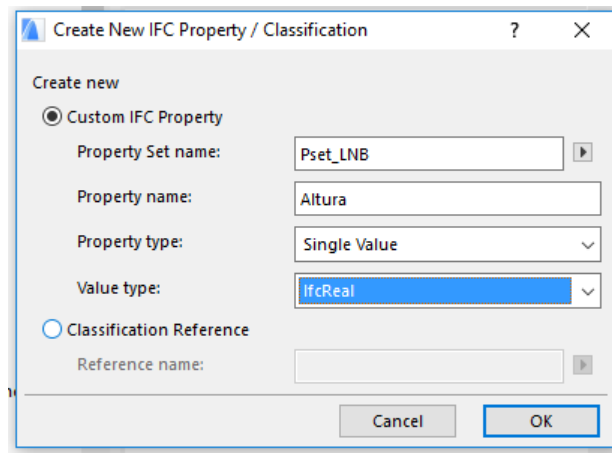 Create New IFC Property / Classification
?
Create new
Custom IFC Property
Property Set name: Pset_LNB
Property name: Altura
Property type: Single Value
Value type: IfcReal
Classification Reference
Reference name:
Cancel OK